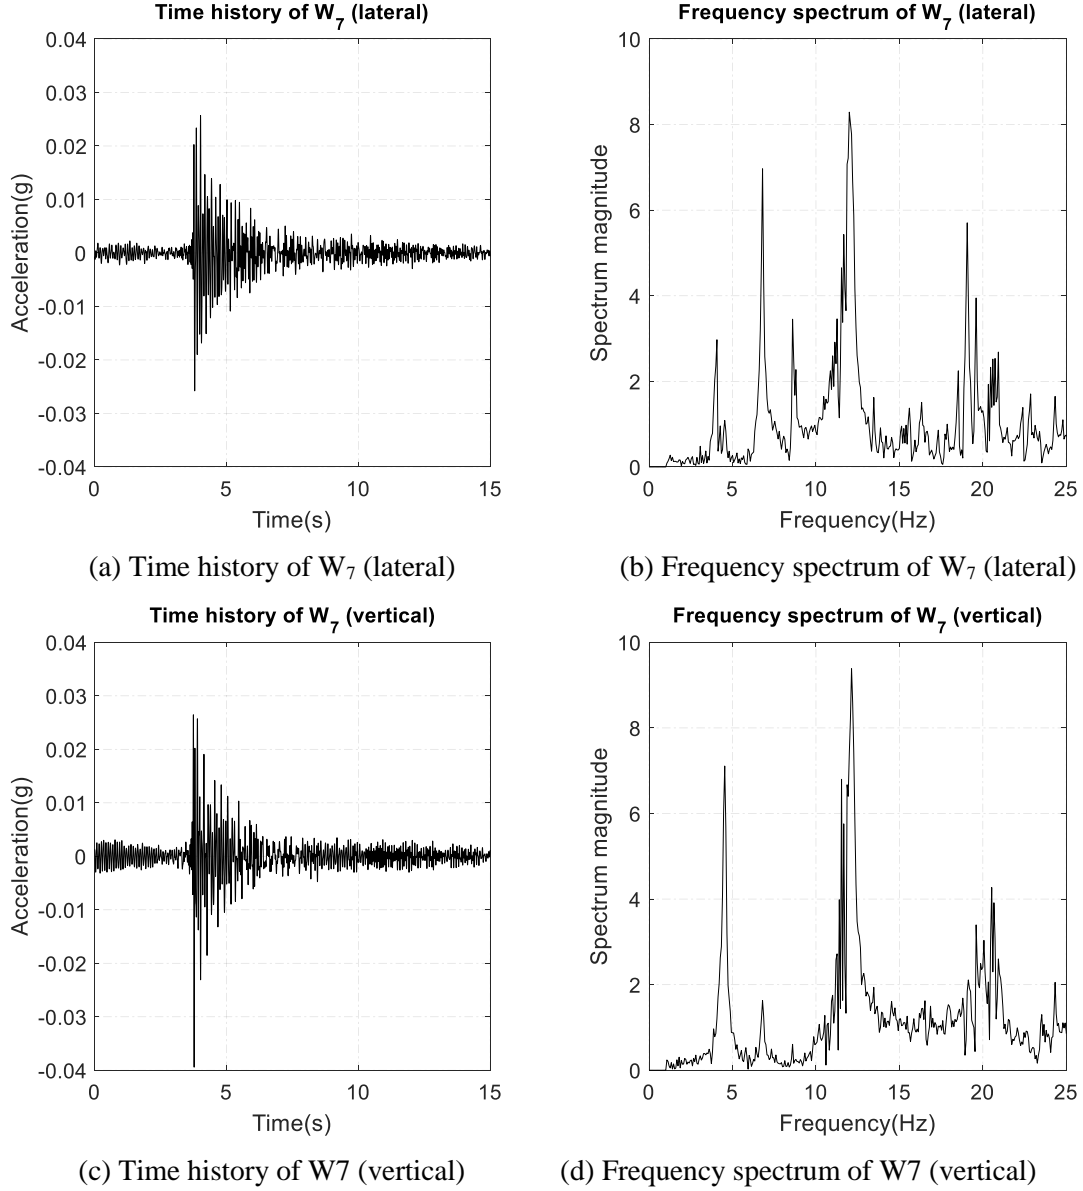 Time history of W7 (lateral)
Frequency spectrum of W7 (lateral)
0.04
0.03
0.02
0.01
0
-0.01
-0.02
-0.03
-0.04
Acceleration(g)
0 5 10 15
Time(s)
10
8
6
4
2
0
Spectrum magnitude
0 5 10 15 20 25
Frequency(Hz)
(a) Time history of W7 (lateral)
(b) Frequency spectrum of W7 (lateral)
Time history of W7 (vertical)
Frequency spectrum of W7 (vertical)
0.04
0.03
0.02
0.01
0
-0.01
-0.02
-0.03
-0.04
Acceleration(g)
0 5 10 15
Time(s)
10
8
6
4
2
0
Spectrum magnitude
0 5 10 15 20 25
Frequency(Hz)
(c) Time history of W7 (vertical)
(d) Frequency spectrum of W7 (vertical)